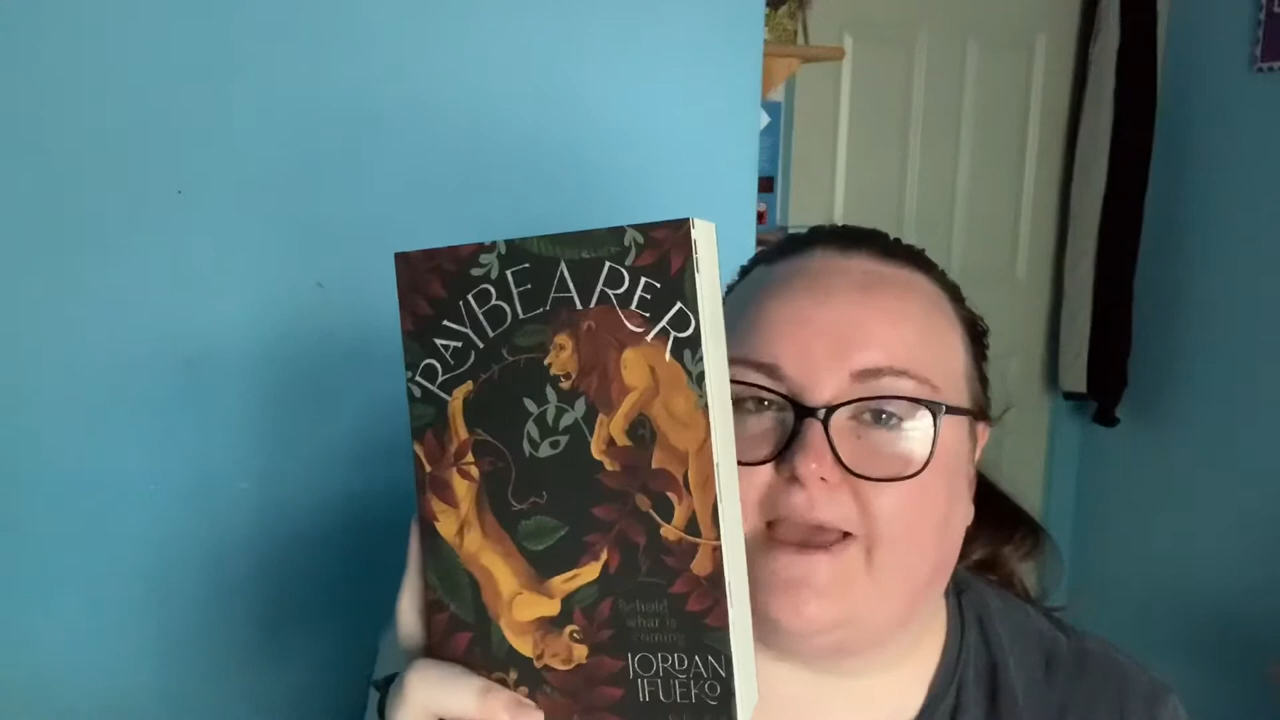 RAYBEARER
Behold
what is
coming
JORDAN
IFUEKO